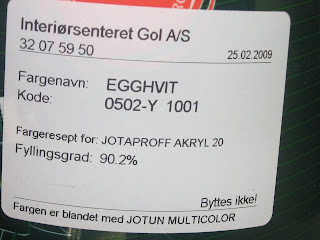 Interiørsenteret Gol A/S
32 07 59 50
25.02.2009
Fargenavn: EGGHVIT
Kode: 0502-Y 1001
Fargeresept for: JOTAPROFF AKRYL 20
Fyllingsgrad: 90.2%
Byttes ikke!
Fargen er blandet med JOTUN MULTICOLOR